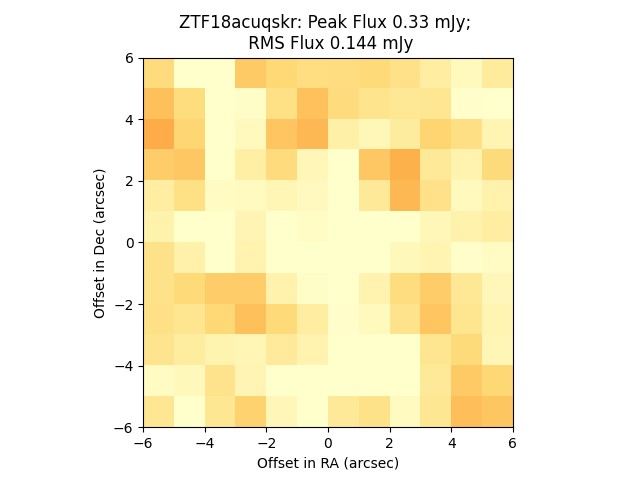 ZTF18acuqskr: Peak Flux 0.33 mJy;
RMS Flux 0.144 mJy
6
4
2
0
−2
−4
−6
Offset in Dec (arcsec)
−6 −4 −2 0 2 4 6
Offset in RA (arcsec)